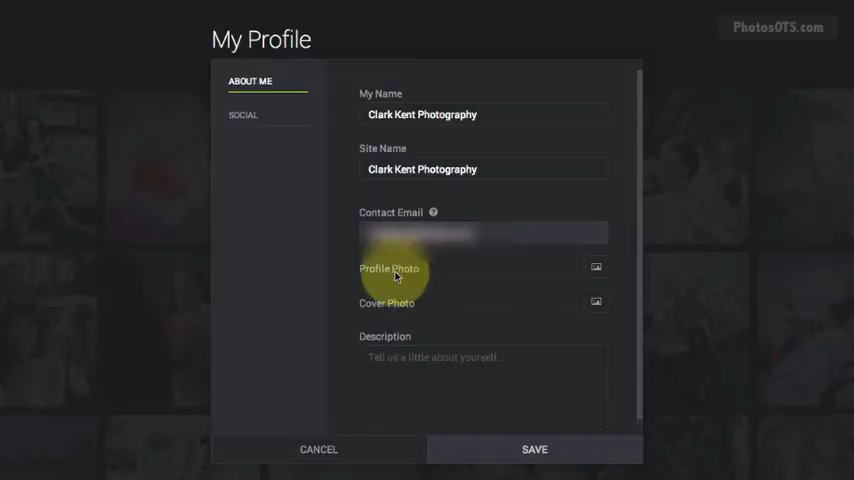 PhotosOTS.com
My Profile
ABOUT ME
SOCIAL
My Name
Clark Kent Photography
Site Name
Clark Kent Photography
Contact Email ?
Profile Photo
Cover Photo
Description
Tell us a little about yourself...
CANCEL
SAVE